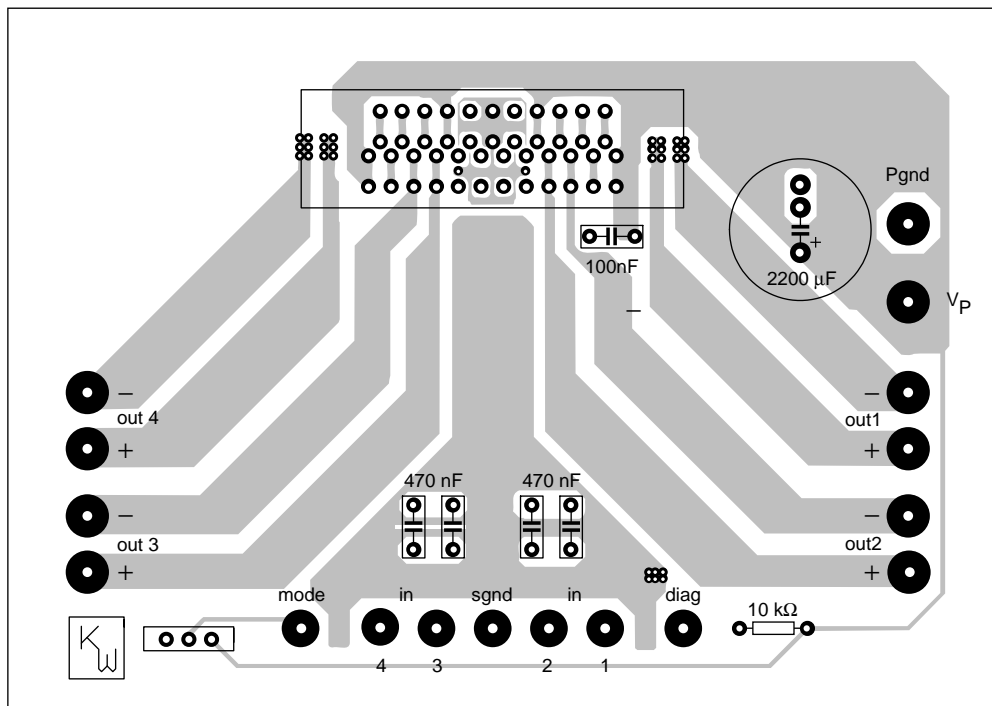 Pgnd
100nF
+
2200 μF
VP
−
−
−
out 4
out1
+
+
470 nF
470 nF
−
−
out 3
out2
+
+
mode
in
sgnd
in
diag
10 kΩ
KW
4
3
2
1